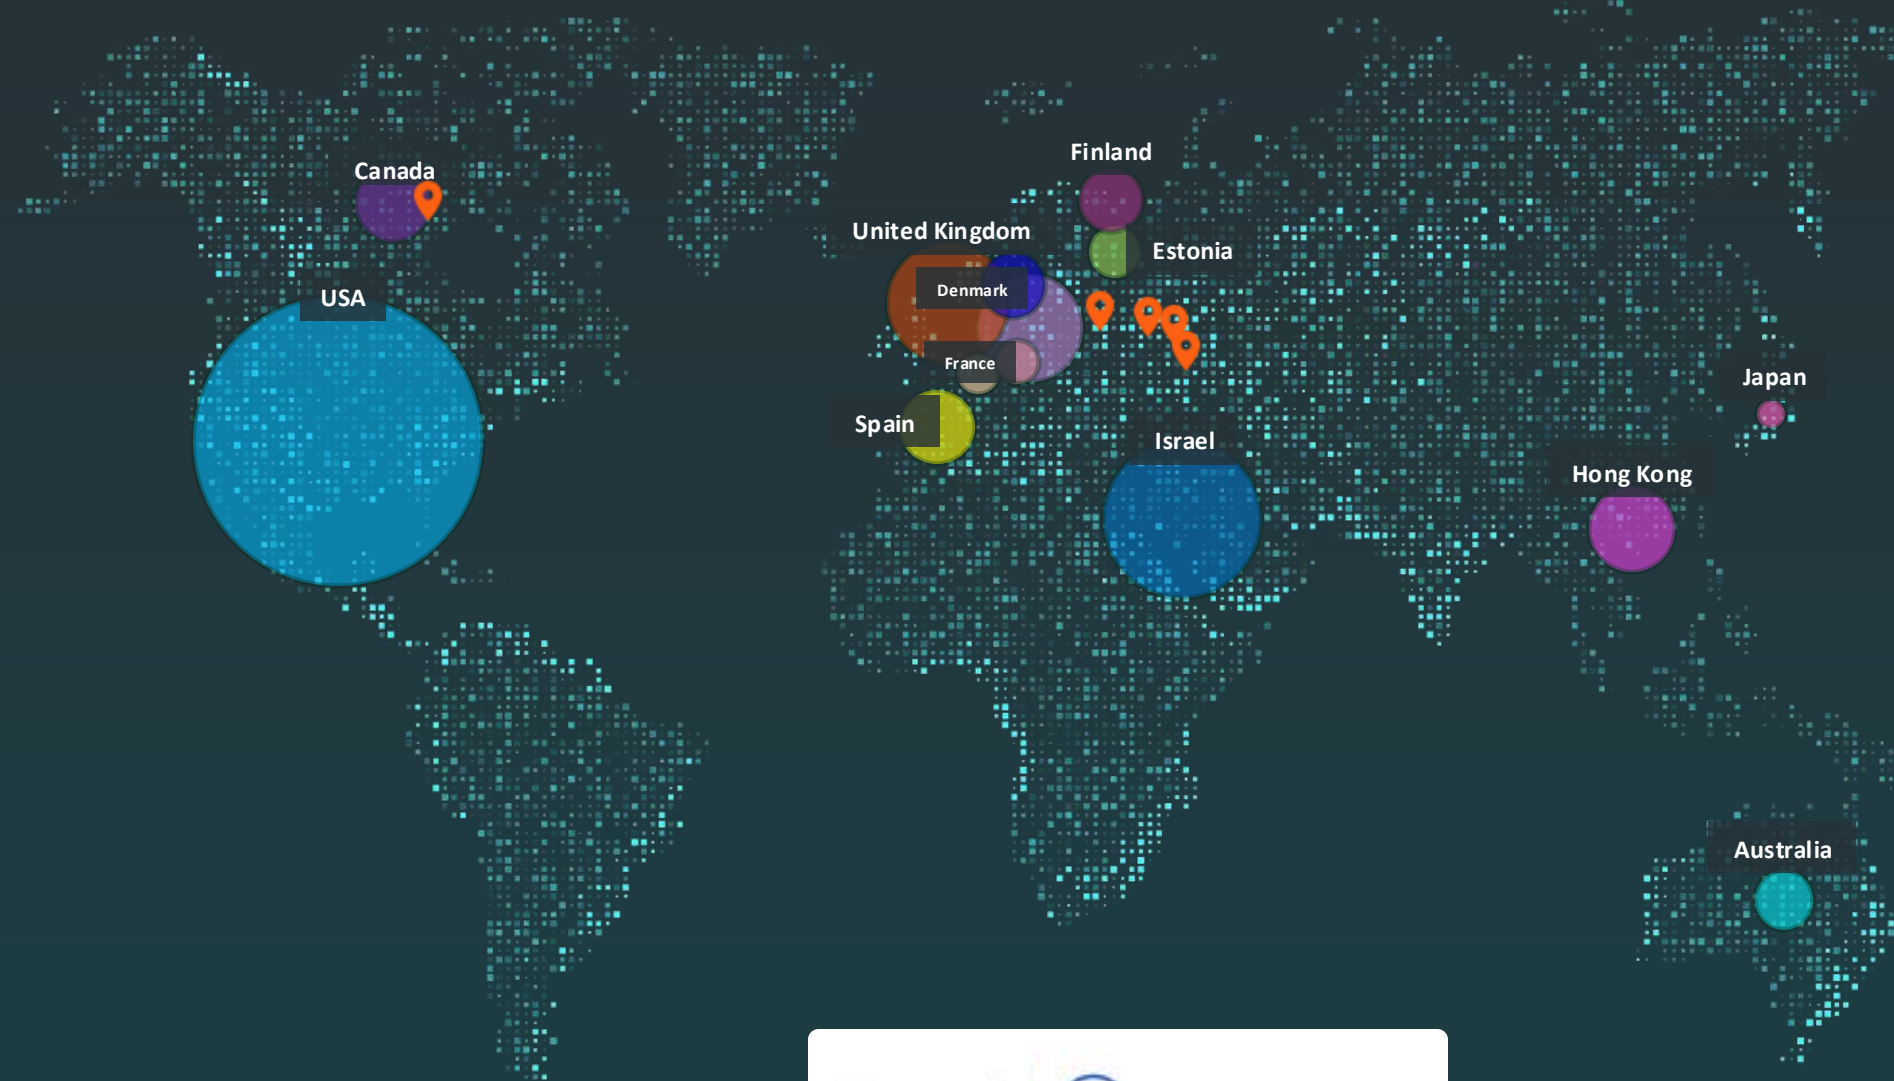 Finland
Canada
United Kingdom
Estonia
Denmark
USA
France
Japan
Spain
Israel
Hong Kong
Australia